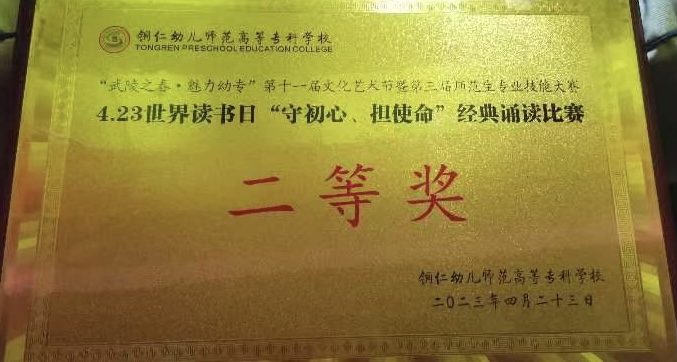 铜仁幼儿师范高等专科学校
TONGREN PRESCHOOL EDUCATION COLLEGE
“武陵之春·魅力幼专”第十一届文化艺术节暨第三届师范生专业技能大赛
4.23世界读书日“守初心、担使命”经典诵读比赛
二等奖
铜仁幼儿师范高等专科学校
二〇二三年四月二十三日